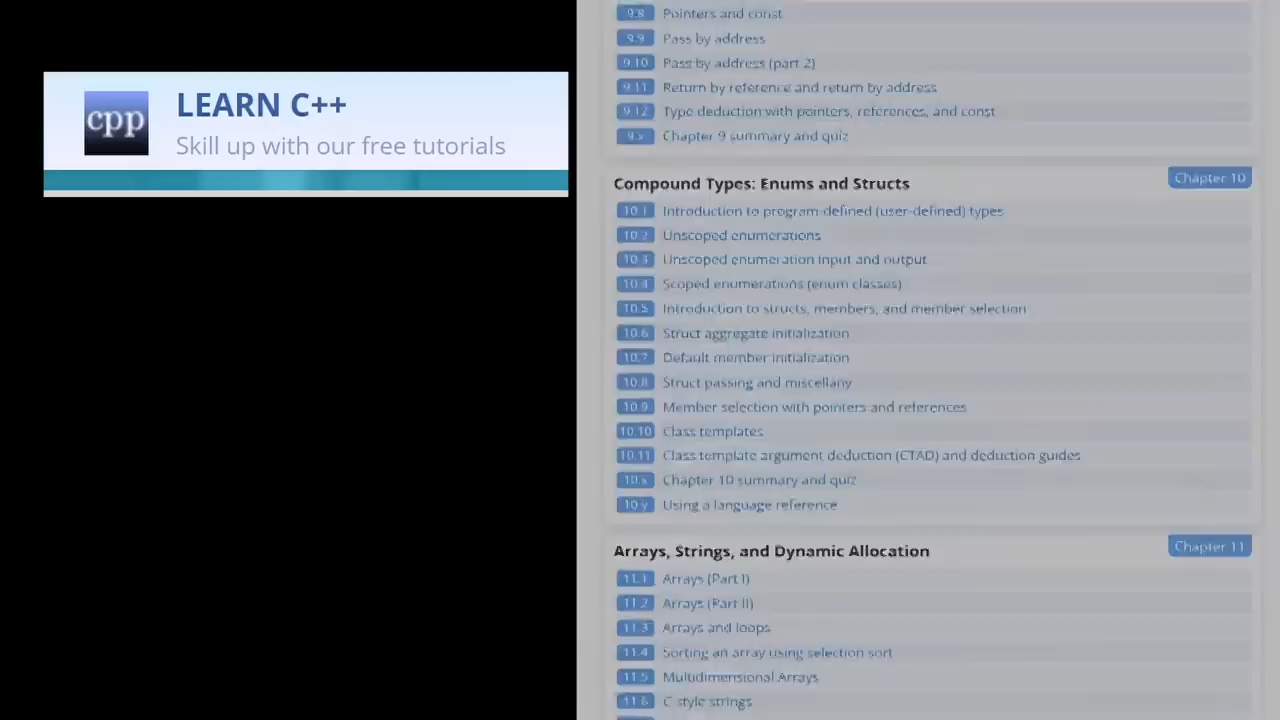 cpp
LEARN C++
Skill up with our free tutorials
9.8 Pointers and const
9.9 Pass by address
9.10 Pass by address (part 2)
9.11 Return by reference and return by address
9.12 Type deduction with pointers, references, and const
9.x Chapter 9 summary and quiz
Compound Types: Enums and Structs
Chapter 10
10.1 Introduction to program-defined (user-defined) types
10.2 Unscoped enumerations
10.3 Unscoped enumeration input and output
10.4 Scoped enumerations (enum classes)
10.5 Introduction to structs, members, and member selection
10.6 Struct aggregate initialization
10.7 Default member initialization
10.8 Struct passing and miscellany
10.9 Member selection with pointers and references
10.10 Class templates
10.11 Class template argument deduction (CTAD) and deduction guides
10.x Chapter 10 summary and quiz
10.y Using a language reference
Arrays, Strings, and Dynamic Allocation
Chapter 11
11.1 Arrays (Part I)
11.2 Arrays (Part II)
11.3 Arrays and loops
11.4 Sorting an array using selection sort
11.5 Multidimensional Arrays
11.6 C-style strings